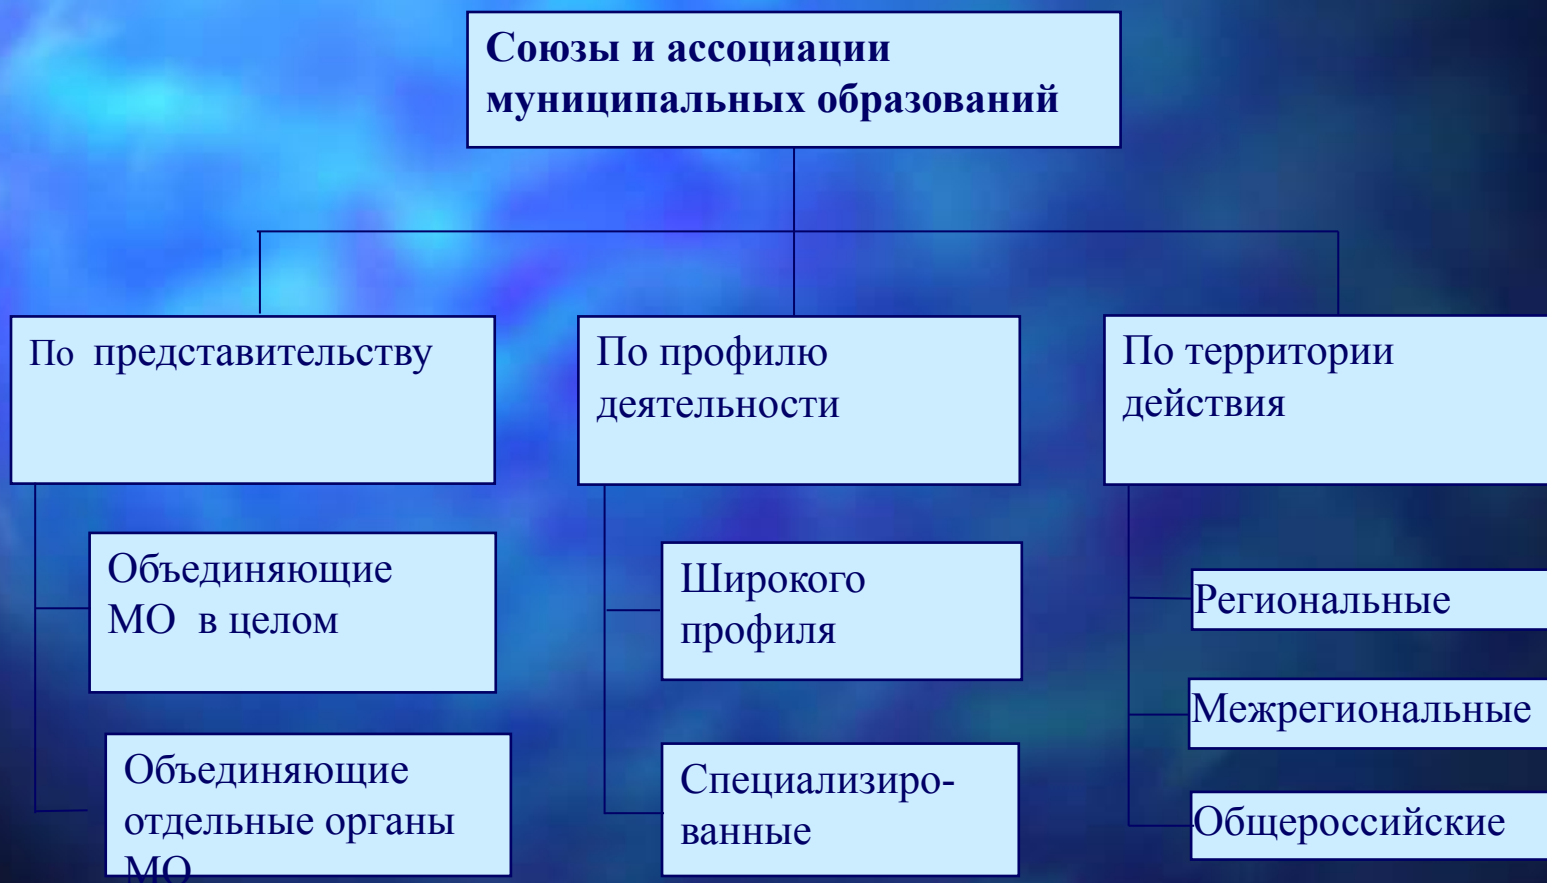 Союзы и ассоциации
муниципальных образований
По представительству
Объединяющие
МО в целом
Объединяющие
отдельные органы
МО
По профилю
деятельности
Широкого
профиля
Специализиро-
ванные
По территории
действия
Региональные
Межрегиональные
Общероссийские